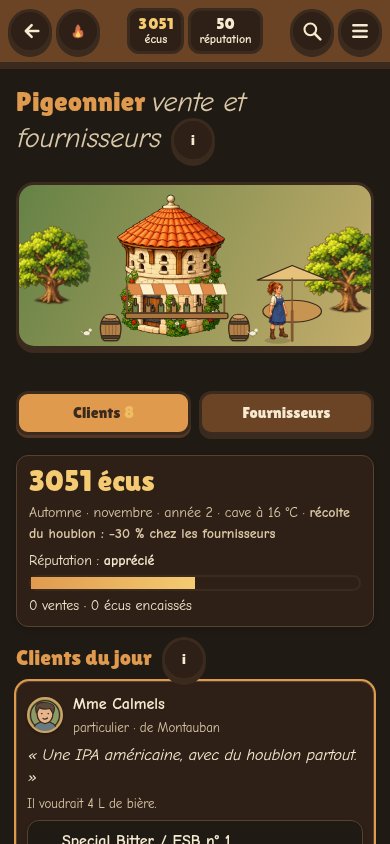 3051
écus
50
réputation
Pigeonnier vente et
fournisseurs i
Clients 8
Fournisseurs
3051 écus
Automne · novembre · année 2 · cave à 16 °C · récolte
du houblon : -30 % chez les fournisseurs
Réputation : apprécié
0 ventes · 0 écus encaissés
Clients du jour i
Mme Calmels
particulier · de Montauban
« Une IPA américaine, avec du houblon partout.
»
Il voudrait 4 L de bière.
Special Bitter / ESB n° 1